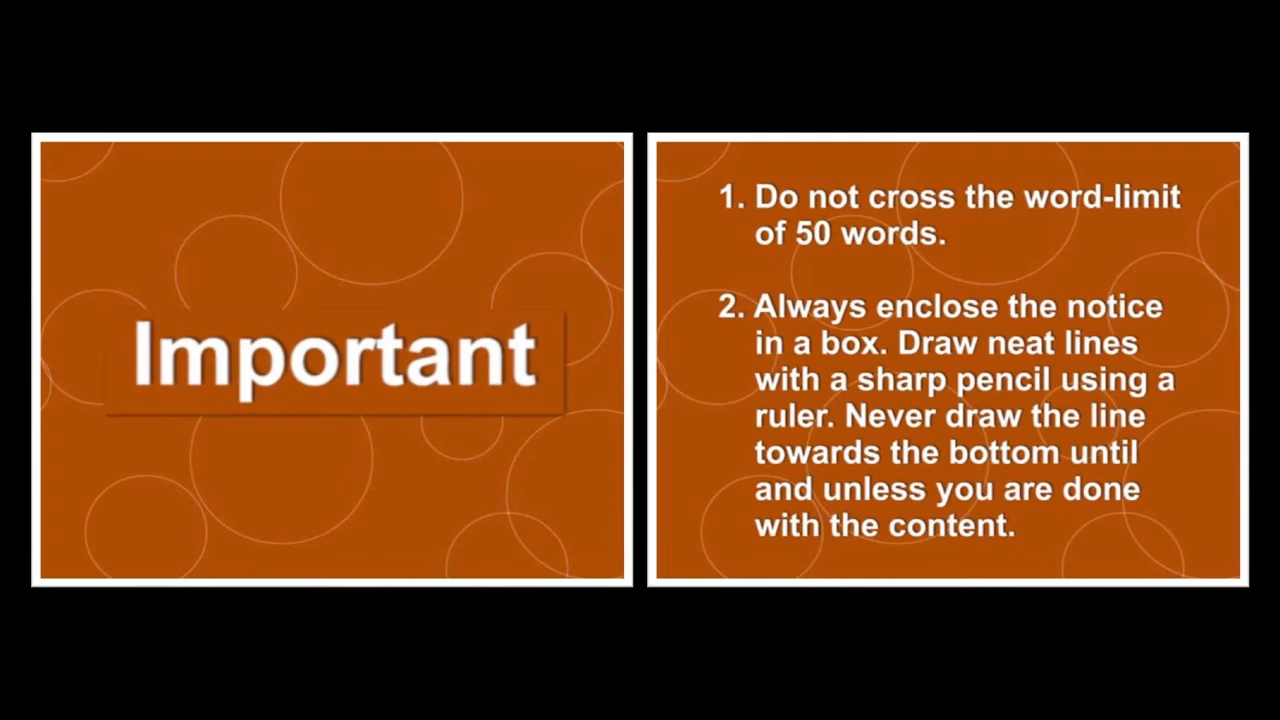 Important
1. Do not cross the word-limit
of 50 words.
2. Always enclose the notice
in a box. Draw neat lines
with a sharp pencil using a
ruler. Never draw the line
towards the bottom until
and unless you are done
with the content.